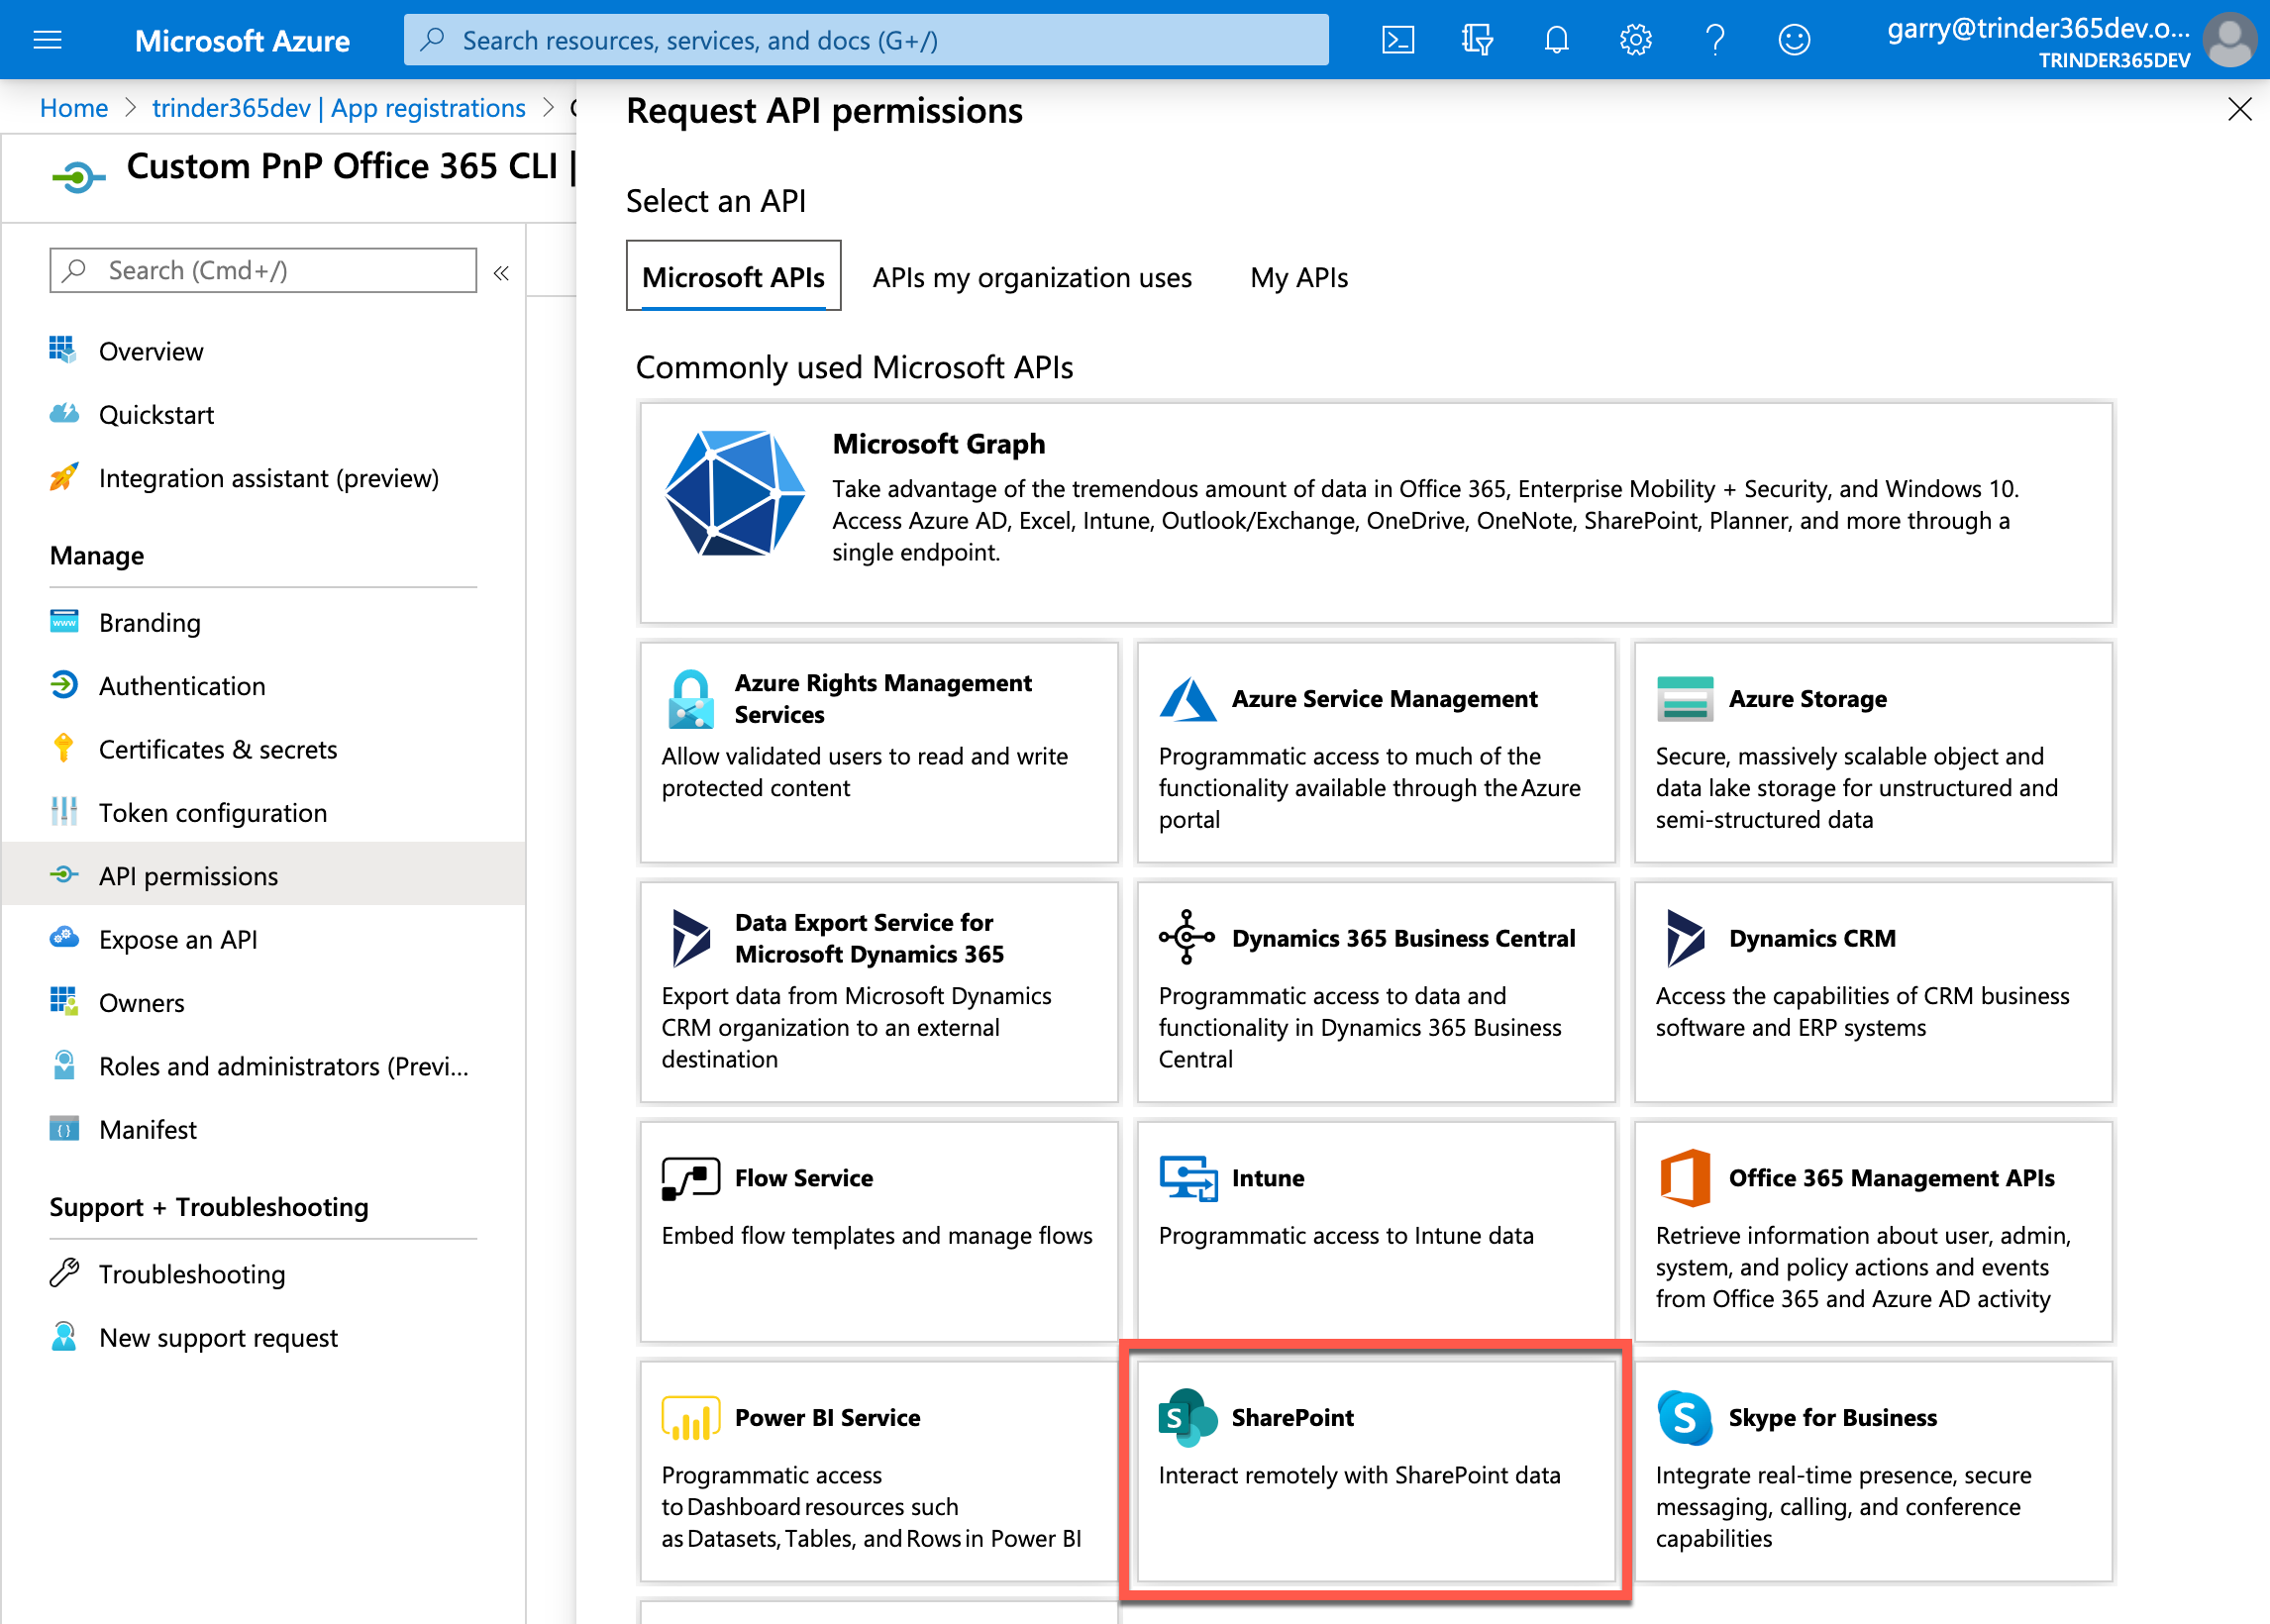 Microsoft Azure
Search resources, services, and docs (G+/)
garry@trinder365dev.o...
TRINDER365DEV
Home > trinder365dev | App registrations >
Custom PnP Office 365 CLI |
Search (Cmd+/)
«
Overview
Quickstart
Integration assistant (preview)
Manage
Branding
Authentication
Certificates & secrets
Token configuration
API permissions
Expose an API
Owners
Roles and administrators (Previ...
Manifest
Support + Troubleshooting
Troubleshooting
New support request
Request API permissions
Select an API
Microsoft APIs
APIs my organization uses
My APIs
Commonly used Microsoft APIs
Microsoft Graph
Take advantage of the tremendous amount of data in Office 365, Enterprise Mobility + Security, and Windows 10.
Access Azure AD, Excel, Intune, Outlook/Exchange, OneDrive, OneNote, SharePoint, Planner, and more through a
single endpoint.
Azure Rights Management
Services
Allow validated users to read and write
protected content
Azure Service Management
Programmatic access to much of the
functionality available through the Azure
portal
Azure Storage
Secure, massively scalable object and
data lake storage for unstructured and
semi-structured data
Data Export Service for
Microsoft Dynamics 365
Export data from Microsoft Dynamics
CRM organization to an external
destination
Dynamics 365 Business Central
Programmatic access to data and
functionality in Dynamics 365 Business
Central
Dynamics CRM
Access the capabilities of CRM business
software and ERP systems
Flow Service
Embed flow templates and manage flows
Intune
Programmatic access to Intune data
Office 365 Management APIs
Retrieve information about user, admin,
system, and policy actions and events
from Office 365 and Azure AD activity
Power BI Service
Programmatic access
to Dashboard resources such
as Datasets, Tables, and Rows in Power BI
SharePoint
Interact remotely with SharePoint data
Skype for Business
Integrate real-time presence, secure
messaging, calling, and conference
capabilities